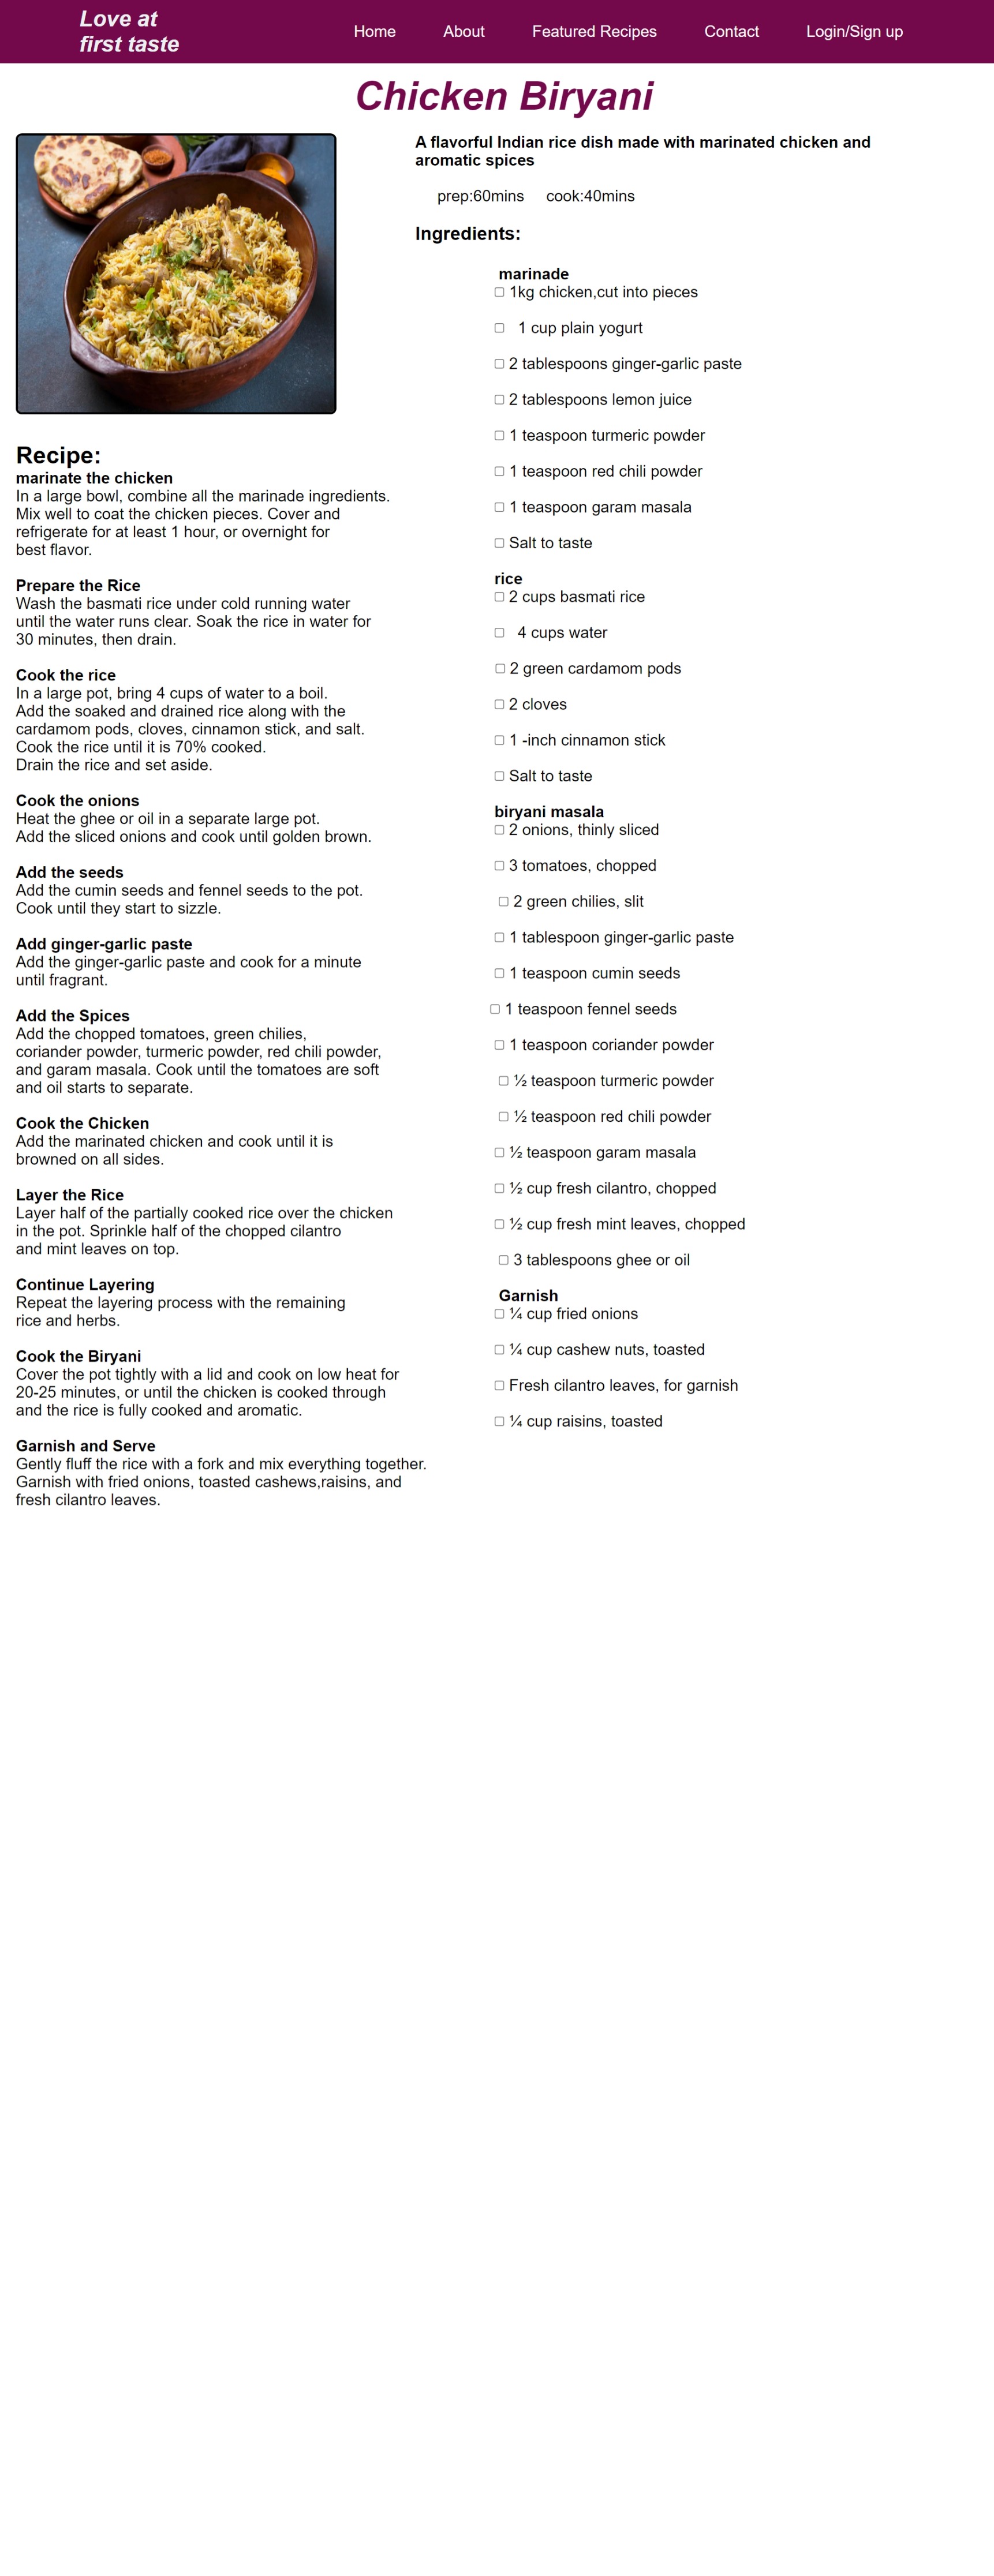 Love at
first taste
Home
About
Featured Recipes
Contact
Login/Sign up
Chicken Biryani
A flavorful Indian rice dish made with marinated chicken and
aromatic spices
prep:60mins cook:40mins
Ingredients:
marinade
1kg chicken,cut into pieces
1 cup plain yogurt
2 tablespoons ginger-garlic paste
2 tablespoons lemon juice
1 teaspoon turmeric powder
1 teaspoon red chili powder
1 teaspoon garam masala
Salt to taste
rice
2 cups basmati rice
4 cups water
2 green cardamom pods
2 cloves
1 -inch cinnamon stick
Salt to taste
biryani masala
2 onions, thinly sliced
3 tomatoes, chopped
2 green chilies, slit
1 tablespoon ginger-garlic paste
1 teaspoon cumin seeds
1 teaspoon fennel seeds
1 teaspoon coriander powder
½ teaspoon turmeric powder
½ teaspoon red chili powder
½ teaspoon garam masala
½ cup fresh cilantro, chopped
½ cup fresh mint leaves, chopped
3 tablespoons ghee or oil
Garnish
¼ cup fried onions
¼ cup cashew nuts, toasted
Fresh cilantro leaves, for garnish
¼ cup raisins, toasted
Recipe:
marinate the chicken
In a large bowl, combine all the marinade ingredients.
Mix well to coat the chicken pieces. Cover and
refrigerate for at least 1 hour, or overnight for
best flavor.
Prepare the Rice
Wash the basmati rice under cold running water
until the water runs clear. Soak the rice in water for
30 minutes, then drain.
Cook the rice
In a large pot, bring 4 cups of water to a boil.
Add the soaked and drained rice along with the
cardamom pods, cloves, cinnamon stick, and salt.
Cook the rice until it is 70% cooked.
Drain the rice and set aside.
Cook the onions
Heat the ghee or oil in a separate large pot.
Add the sliced onions and cook until golden brown.
Add the seeds
Add the cumin seeds and fennel seeds to the pot.
Cook until they start to sizzle.
Add ginger-garlic paste
Add the ginger-garlic paste and cook for a minute
until fragrant.
Add the Spices
Add the chopped tomatoes, green chilies,
coriander powder, turmeric powder, red chili powder,
and garam masala. Cook until the tomatoes are soft
and oil starts to separate.
Cook the Chicken
Add the marinated chicken and cook until it is
browned on all sides.
Layer the Rice
Layer half of the partially cooked rice over the chicken
in the pot. Sprinkle half of the chopped cilantro
and mint leaves on top.
Continue Layering
Repeat the layering process with the remaining
rice and herbs.
Cook the Biryani
Cover the pot tightly with a lid and cook on low heat for
20-25 minutes, or until the chicken is cooked through
and the rice is fully cooked and aromatic.
Garnish and Serve
Gently fluff the rice with a fork and mix everything together.
Garnish with fried onions, toasted cashews,raisins, and
fresh cilantro leaves.